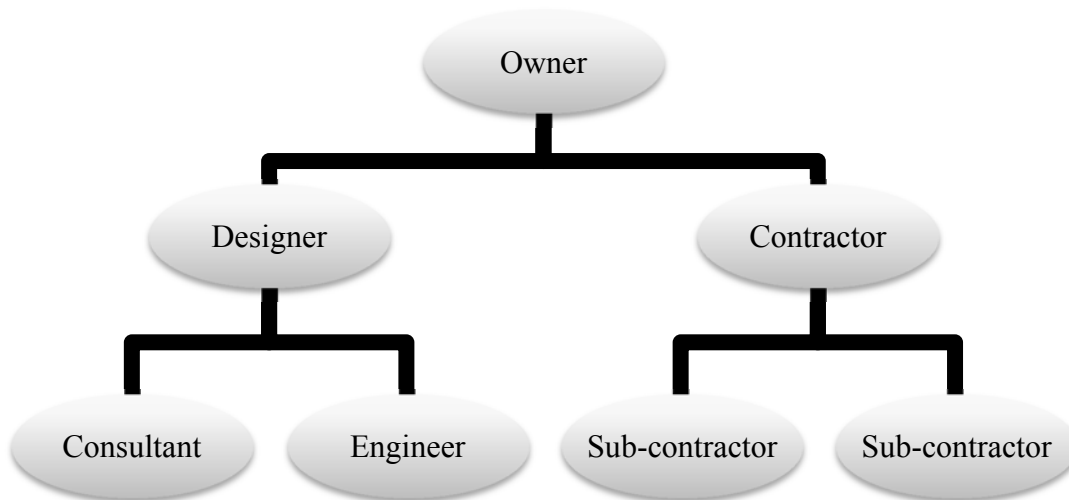 Owner
Designer
Contractor
Consultant
Engineer
Sub-contractor
Sub-contractor